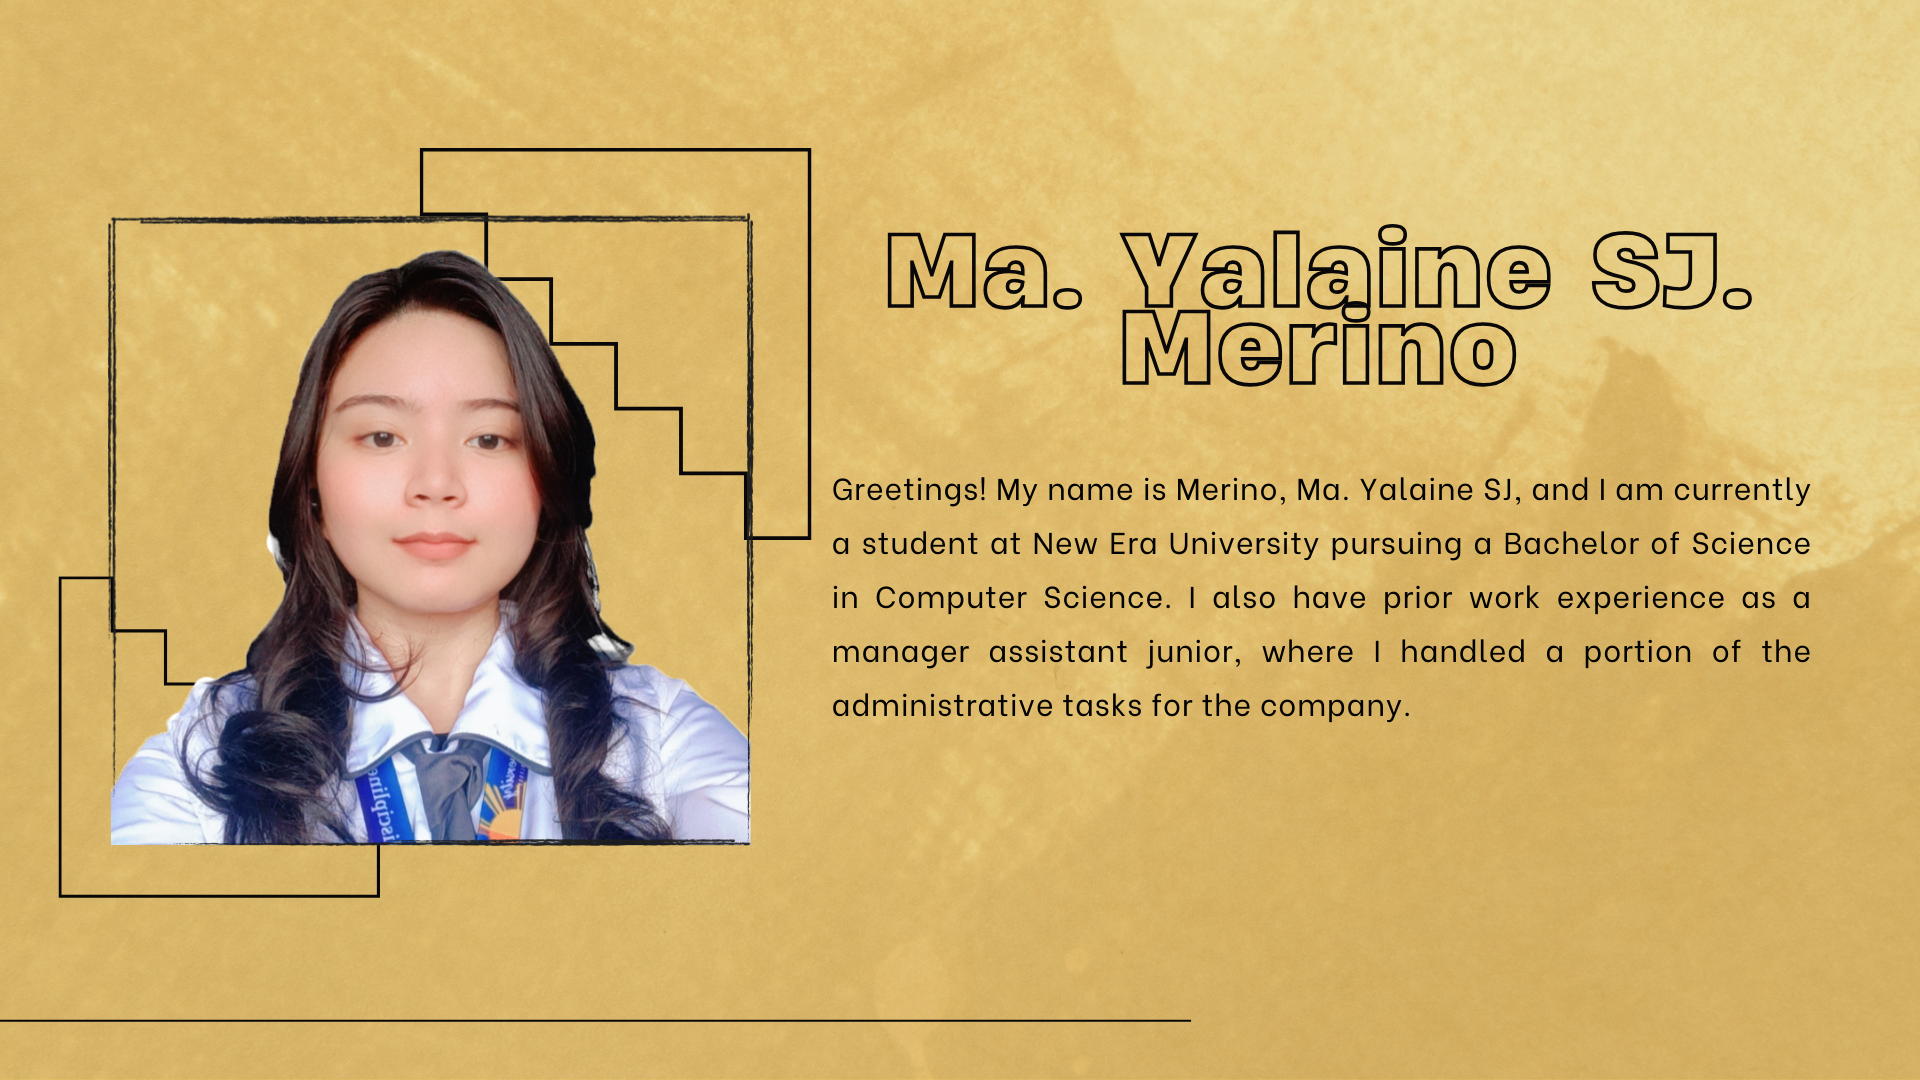 Ma. Yalaine SJ.
Merino
Greetings! My name is Merino, Ma. Yalaine SJ, and I am currently
a student at New Era University pursuing a Bachelor of Science
in Computer Science. I also have prior work experience as a
manager assistant junior, where I handled a portion of the
administrative tasks for the company.